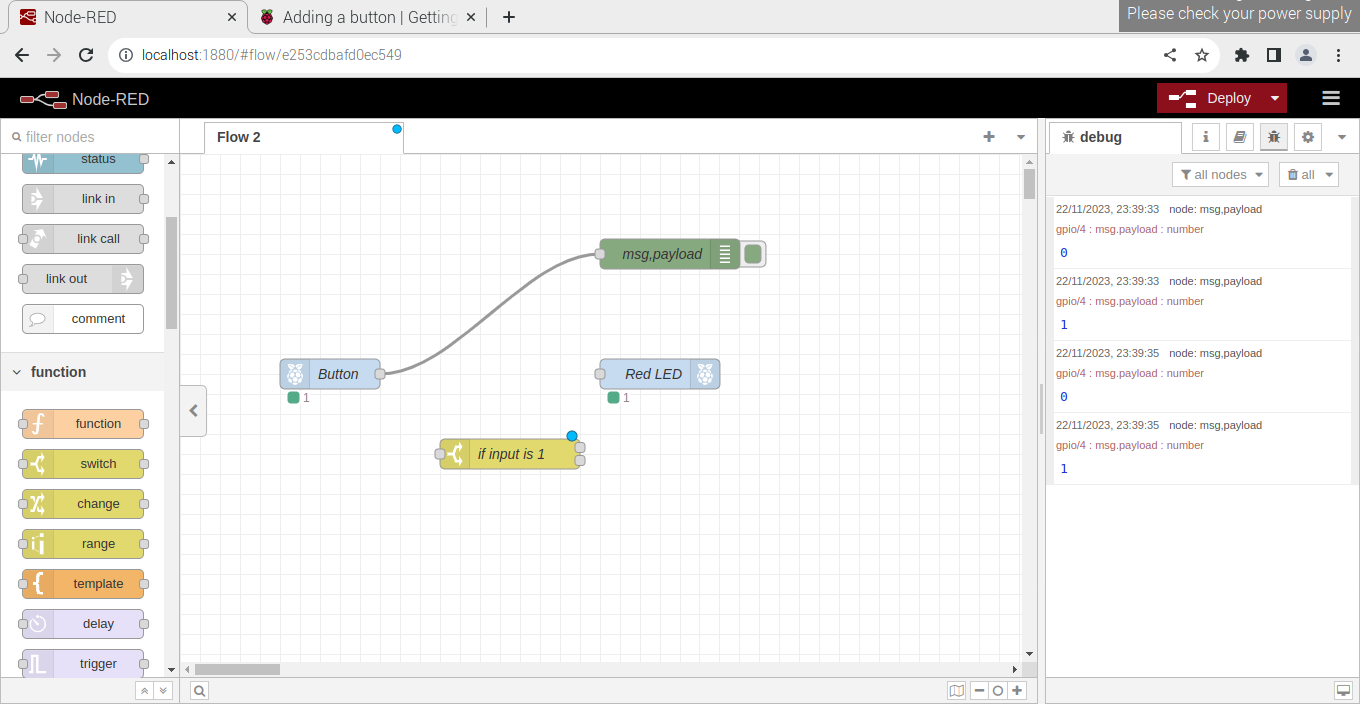 Node-RED
Adding a button | Getting
Please check your power supply
localhost:1880/#flow/e253cdbafd0ec549
Node-RED
Deploy
filter nodes
Flow 2
debug
status
all nodes
all
link in
link call
link out
comment
function
function
switch
change
range
template
delay
trigger
msg,payload
Button
1
Red LED
1
if input is 1
22/11/2023, 23:39:33 node: msg,payload
gpio/4 : msg.payload : number
0
22/11/2023, 23:39:33 node: msg,payload
gpio/4 : msg.payload : number
1
22/11/2023, 23:39:35 node: msg,payload
gpio/4 : msg.payload : number
0
22/11/2023, 23:39:35 node: msg,payload
gpio/4 : msg.payload : number
1